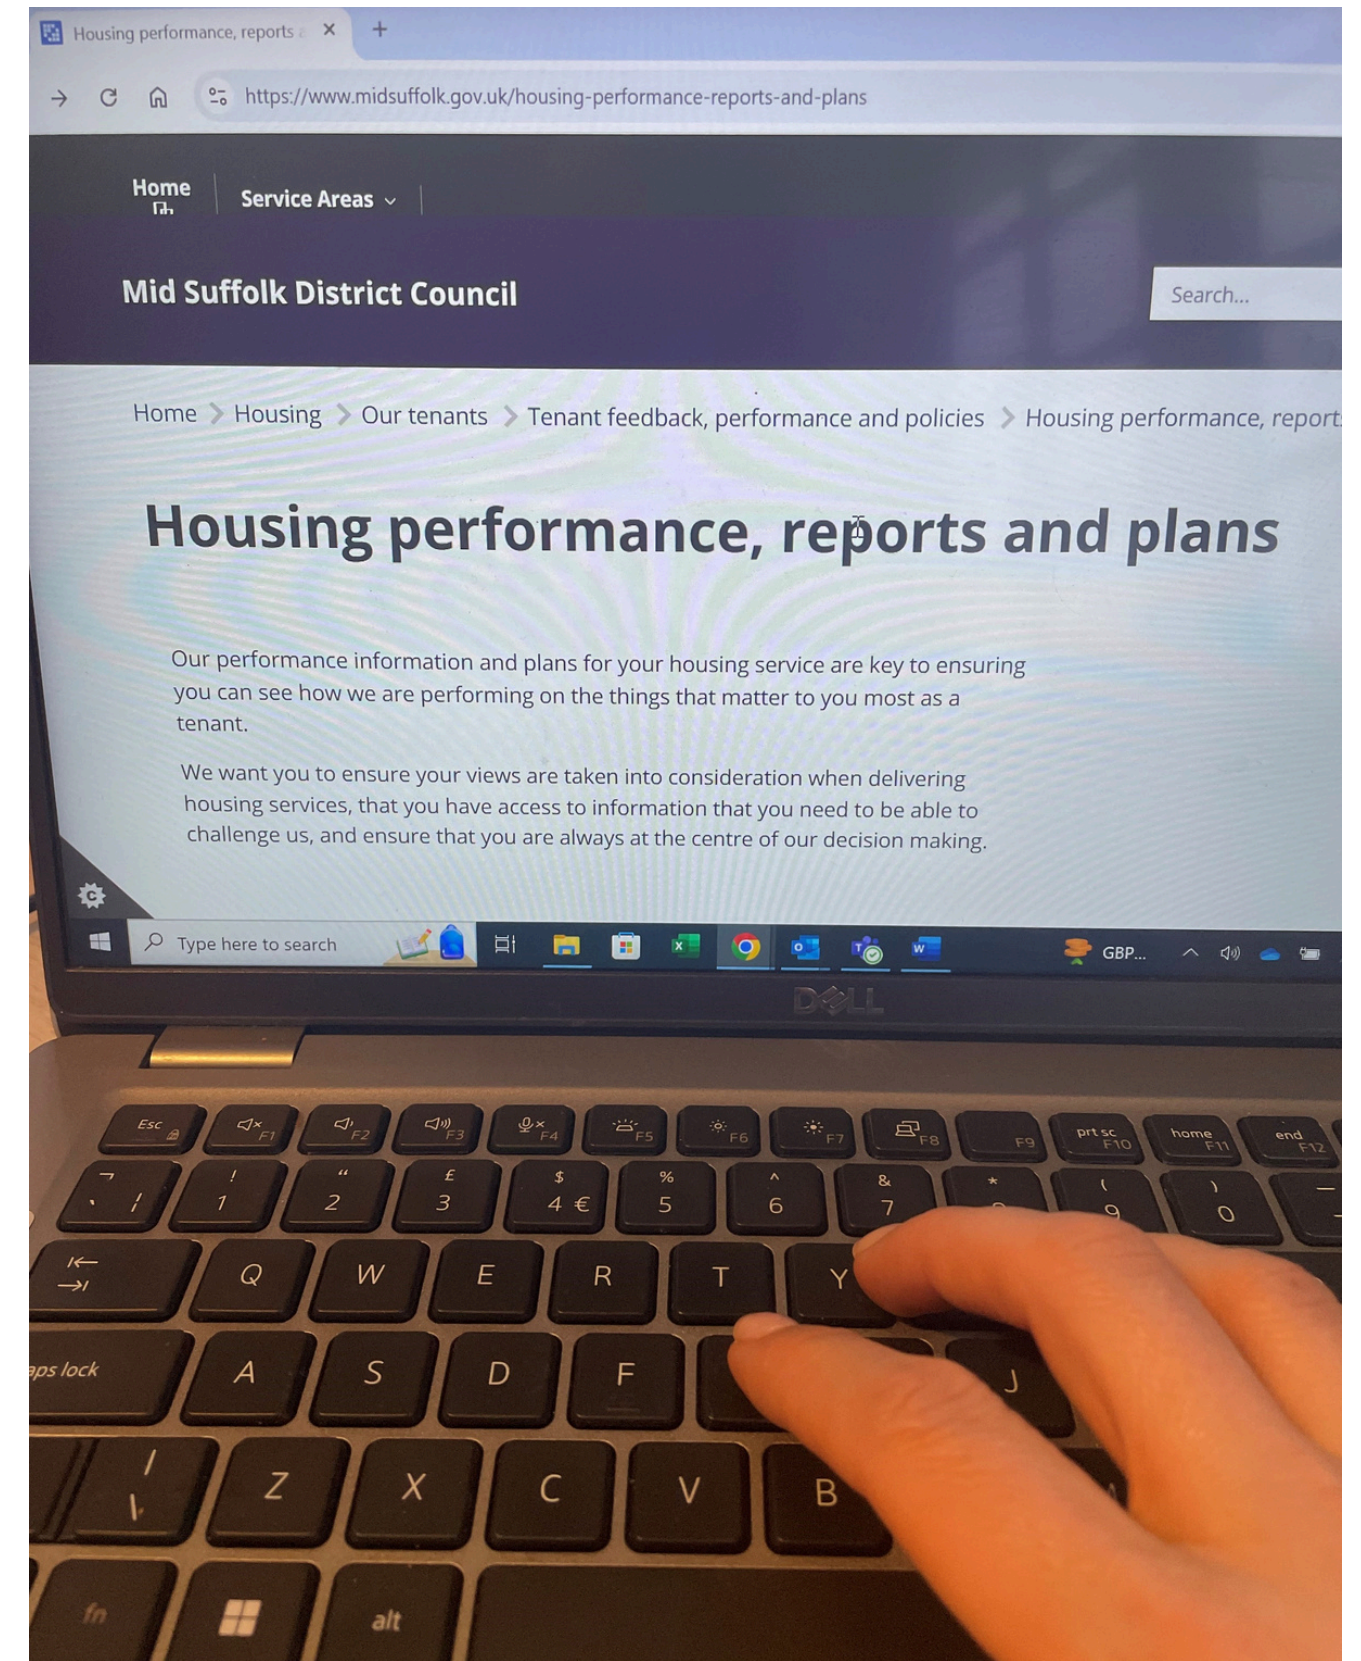 Housing performance, reports
https://www.midsuffolk.gov.uk/housing-performance-reports-and-plans
Home
Service Areas
Mid Suffolk District Council
Search...
Home > Housing > Our tenants > Tenant feedback, performance and policies > Housing performance, reports
Housing performance, reports and plans
Our performance information and plans for your housing service are key to ensuring
you can see how we are performing on the things that matter to you most as a
tenant.
We want you to ensure your views are taken into consideration when delivering
housing services, that you have access to information that you need to be able to
challenge us, and ensure that you are always at the centre of our decision making.
C
Type here to search
GBP...
DELL
Esc F1 F2 F3 F4 F5 F6 F7 F8 F9 prt sc F10 home F11 end F12
¬ ! " £ $ % ^ & * ( ) _
` ¦ 1 2 3 4 € 5 6 7 9 0
Q W E R T Y
aps lock A S D F J
| \ Z X C V B
fn alt